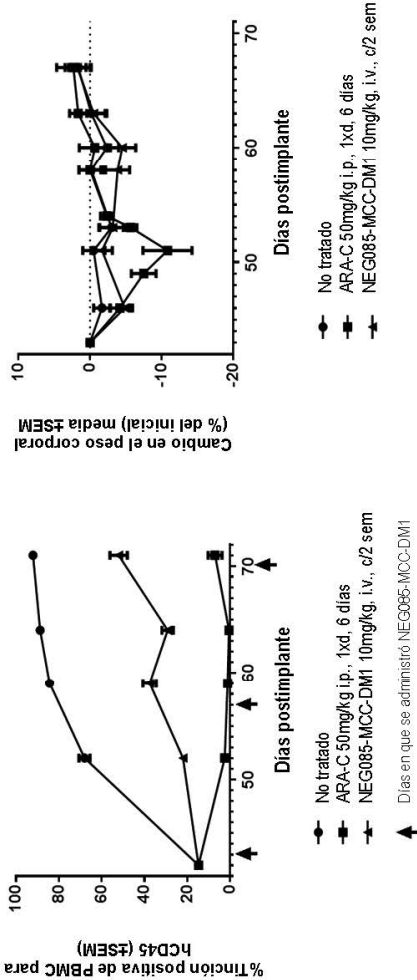 %Tinción positiva de PBMC para
hCD45 (±SEM)
100
80
60
40
20
0
50
60
70
Días postimplante
No tratado
ARA-C 50mg/kg i.p., 1xd, 6 días
NEG085-MCC-DM1 10mg/kg, i.v., c/2 sem
Días en que se administró NEG085-MCC-DM1
Cambio en el peso corporal
(% del inicial) media ±SEM
10
0
-10
-20
50
60
70
Días postimplante
No tratado
ARA-C 50mg/kg i.p., 1xd, 6 días
NEG085-MCC-DM1 10mg/kg, i.v., c/2 sem